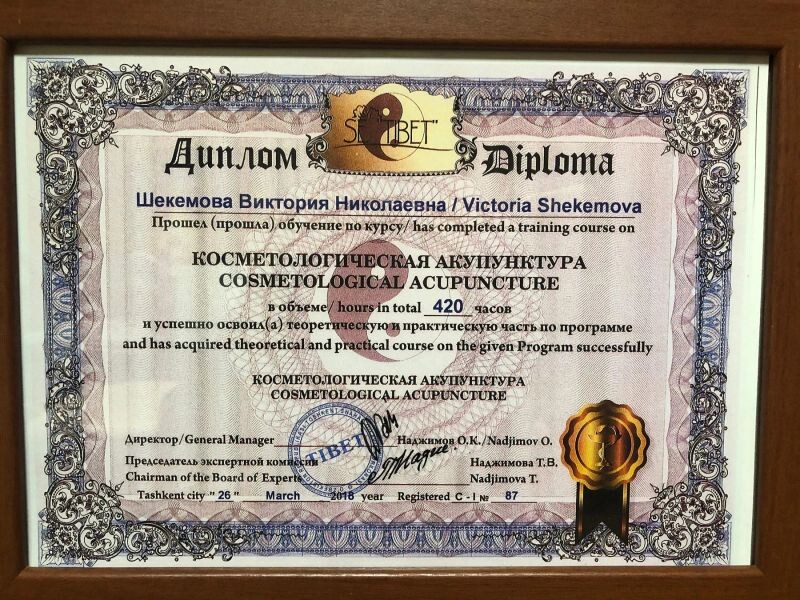 SE "TIBET"
Диплом Diploma
Шекемова Виктория Николаевна / Victoria Shekemova
Прошел (прошла) обучение по курсу/ has completed a training course on
КОСМЕТОЛОГИЧЕСКАЯ АКУПУНКТУРА
COSMETOLOGICAL ACUPUNCTURE
в объеме/ hours in total 420 часов
и успешно освоил(а) теоретическую и практическую часть по программе
and has acquired theoretical and practical course on the given Program successfully
КОСМЕТОЛОГИЧЕСКАЯ АКУПУНКТУРА
COSMETOLOGICAL ACUPUNCTURE
Директор/General Manager Наджимов О.К./Nadjimov O.
TIBET
Председатель экспертной комиссии Наджимова Т.В.
Chairman of the Board of Experts Nadjimova T.
Tashkent city "26" March 2018 year Registered C - I № 87